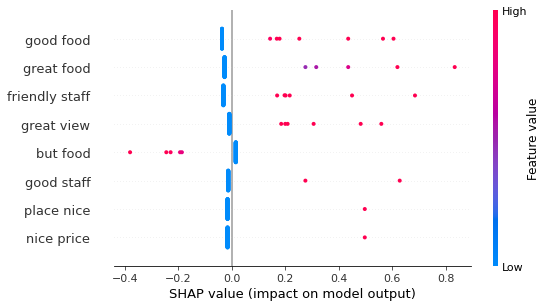 High
good food
great food
friendly staff
great view
but food
good staff
place nice
nice price
Feature value
Low
−0.4 −0.2 0.0 0.2 0.4 0.6 0.8
SHAP value (impact on model output)